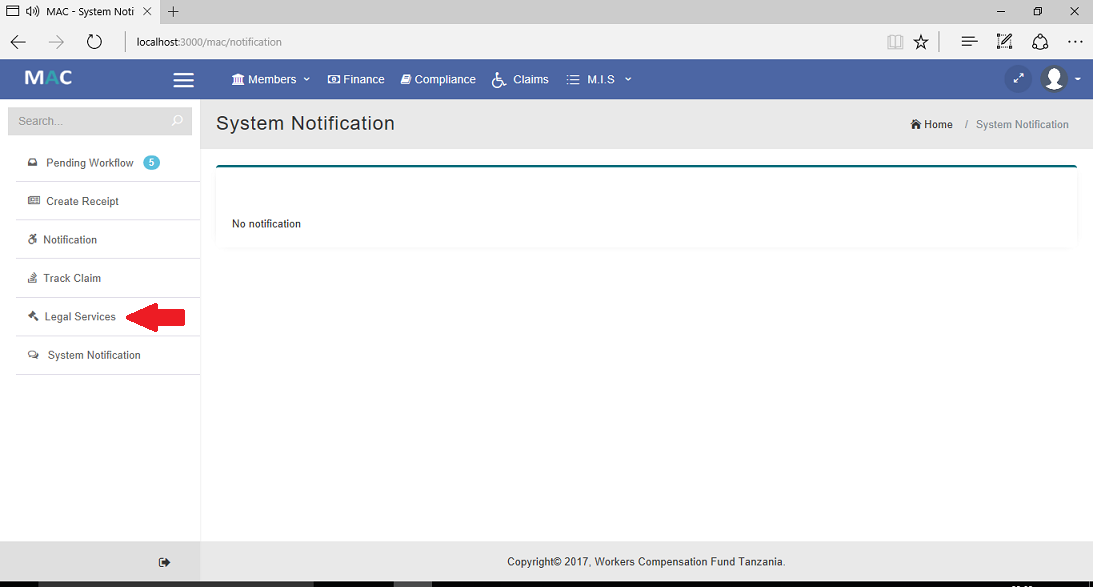 MAC - System Noti
localhost:3000/mac/notification
MAC
Members
Finance
Compliance
Claims
M.I.S
Search...
System Notification
Home / System Notification
Pending Workflow 5
Create Receipt
Notification
Track Claim
Legal Services
System Notification
No notification
Copyright© 2017, Workers Compensation Fund Tanzania.